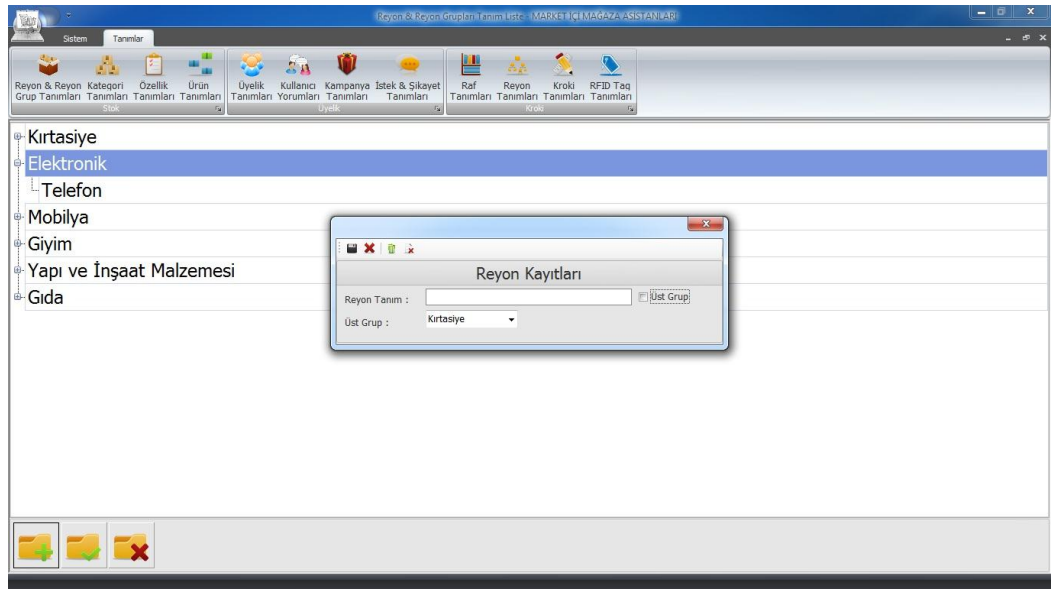 Reyon & Reyon Grupları Tanım Liste - MARKET İÇİ MAĞAZA ASİSTANLARI
Sistem Tanımlar
Reyon & Reyon Grup Tanımları
Kategori Tanımları
Özellik Tanımları
Ürün Tanımları
Üyelik Tanımları
Kullanıcı Yorumları
Kampanya Tanımları
İstek & Şikayet Tanımları
Raf Tanımları
Reyon Tanımları
Kroki Tanımları
RFID Tag Tanımları
Stok
Üyelik
Kroki
Kırtasiye
Elektronik
Telefon
Mobilya
Giyim
Yapı ve İnşaat Malzemesi
Gıda
Reyon Kayıtları
Reyon Tanım :
Üst Grup
Üst Grup : Kırtasiye